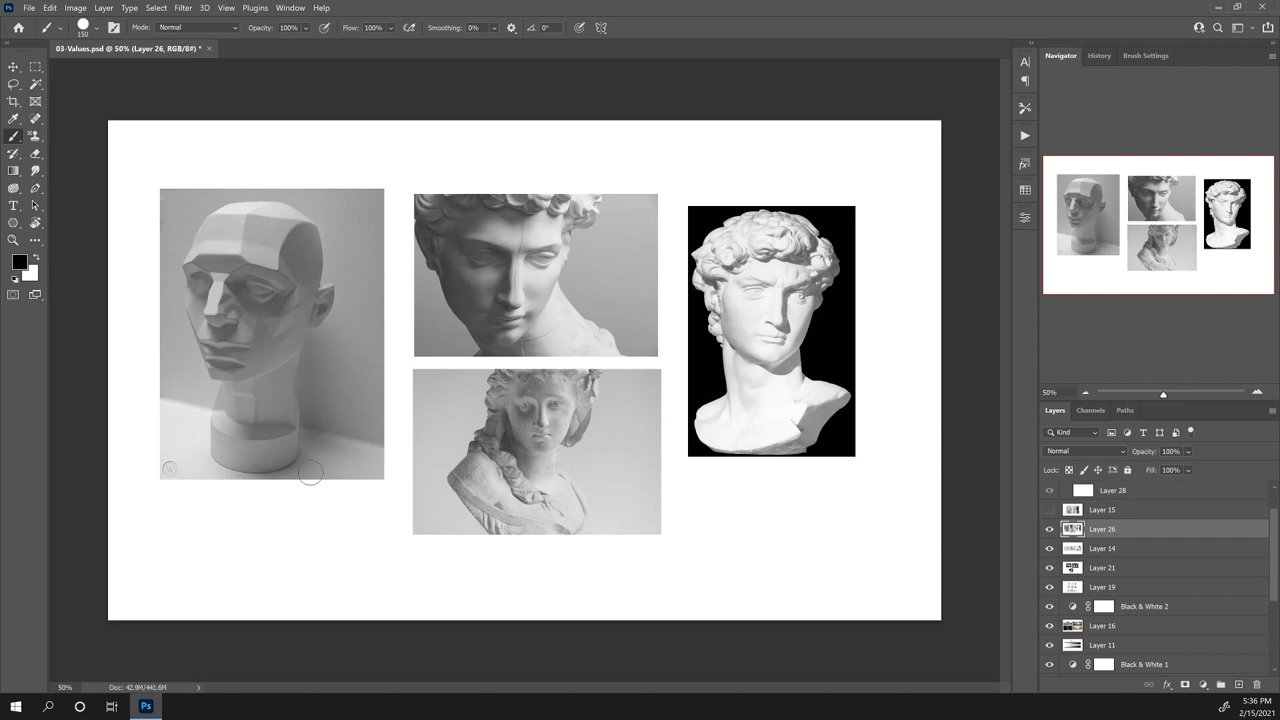 Ps File Edit Image Layer Type Select Filter 3D View Plugins Window Help
150 Mode: Normal Opacity: 100% Flow: 100% Smoothing: 0% 0°
03-Values.psd @ 50% (Layer 26, RGB/8#) * ×
Navigator History Brush Settings
50%
Layers Channels Paths
Kind
Normal Opacity: 100%
Lock: Fill: 100%
Layer 28
Layer 15
Layer 26
Layer 14
Layer 21
Layer 19
Black & White 2
Layer 16
Layer 11
Black & White 1
50% Doc: 42.9M/441.6M
Ps
5:36 PM
2/15/2021